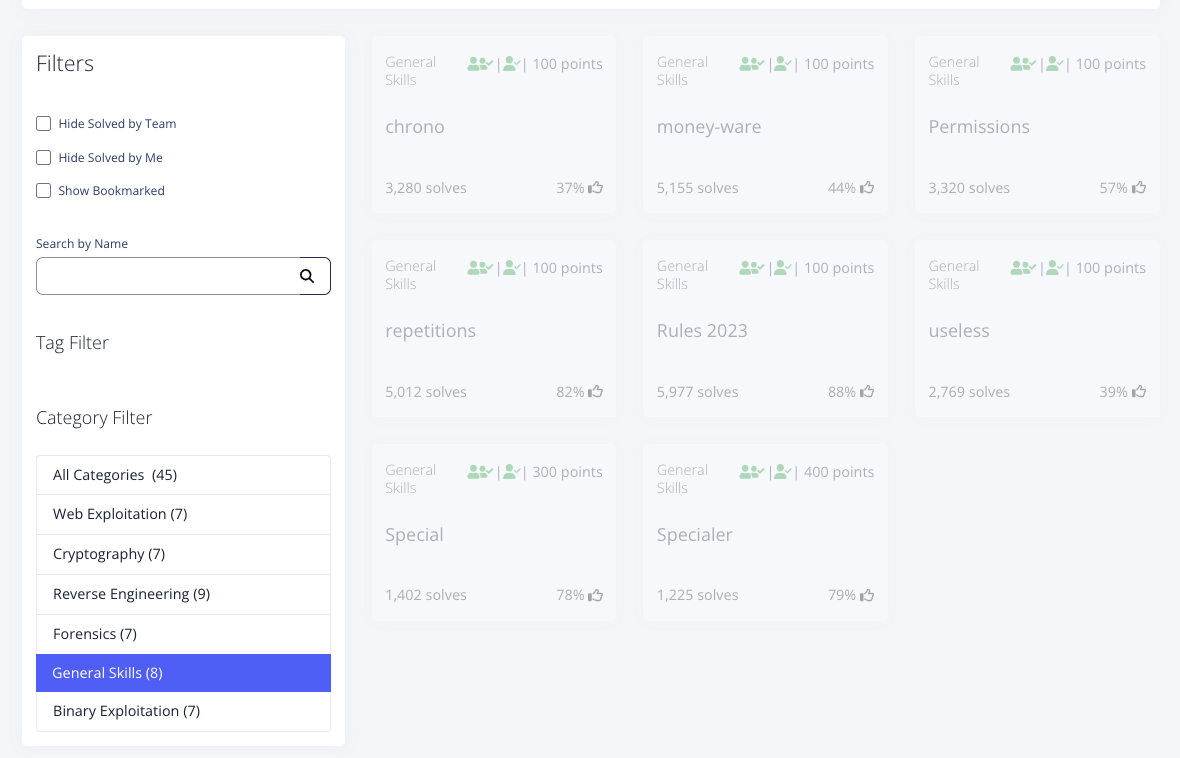 Filters
Hide Solved by Team
Hide Solved by Me
Show Bookmarked
Search by Name
Tag Filter
Category Filter
All Categories (45)
Web Exploitation (7)
Cryptography (7)
Reverse Engineering (9)
Forensics (7)
General Skills (8)
Binary Exploitation (7)
General
Skills
| | 100 points
chrono
3,280 solves 37%
General
Skills
| | 100 points
money-ware
5,155 solves 44%
General
Skills
| | 100 points
Permissions
3,320 solves 57%
General
Skills
| | 100 points
repetitions
5,012 solves 82%
General
Skills
| | 100 points
Rules 2023
5,977 solves 88%
General
Skills
| | 100 points
useless
2,769 solves 39%
General
Skills
| | 300 points
Special
1,402 solves 78%
General
Skills
| | 400 points
Specialer
1,225 solves 79%